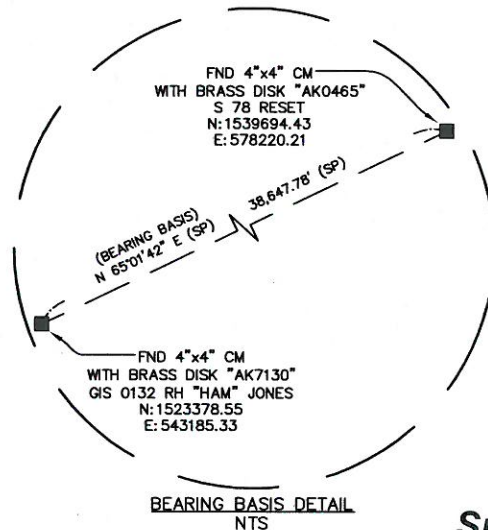 FND 4"x4" CM
WITH BRASS DISK "AK0465"
S 78 RESET
N:1539694.43
E:578220.21
38,647.78' (SP)
(BEARING BASIS)
N 65°01'42" E (SP)
FND 4"x4" CM
WITH BRASS DISK "AK7130"
GIS 0132 RH "HAM" JONES
N:1523378.55
E:543185.33
BEARING BASIS DETAIL
NTS